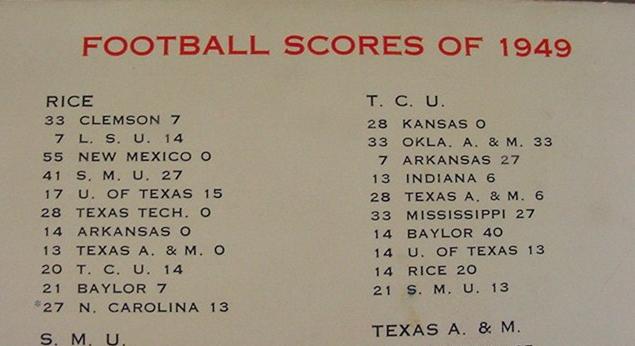 FOOTBALL SCORES OF 1949
RICE
33 CLEMSON 7
7 L. S. U. 14
55 NEW MEXICO 0
41 S. M. U. 27
17 U. OF TEXAS 15
28 TEXAS TECH. 0
14 ARKANSAS 0
13 TEXAS A. & M. 0
20 T. C. U. 14
21 BAYLOR 7
*27 N. CAROLINA 13
S. M. U.
T. C. U.
28 KANSAS 0
33 OKLA. A. & M. 33
7 ARKANSAS 27
13 INDIANA 6
28 TEXAS A. & M. 6
33 MISSISSIPPI 27
14 BAYLOR 40
14 U. OF TEXAS 13
14 RICE 20
21 S. M. U. 13
TEXAS A. & M.